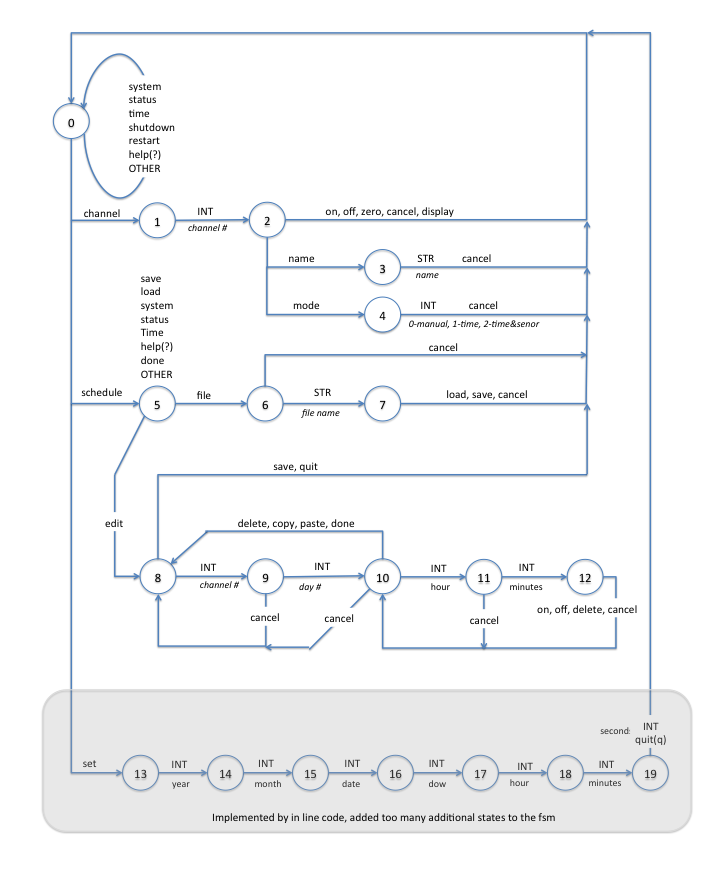 system
status
time
shutdown
restart
help(?)
OTHER
0
channel
1
INT
channel #
2
on, off, zero, cancel, display
name
3
STR
name
cancel
mode
4
INT
cancel
0-manual, 1-time, 2-time&senor
save
load
system
status
Time
help(?)
done
OTHER
cancel
schedule
5
file
6
STR
file name
7
load, save, cancel
save, quit
edit
delete, copy, paste, done
8
INT
channel #
9
INT
day #
10
INT
hour
11
INT
minutes
12
cancel
cancel
cancel
on, off, delete, cancel
second:
INT
quit(q)
set
13
INT
year
14
INT
month
15
INT
date
16
INT
dow
17
INT
hour
18
INT
minutes
19
Implemented by in line code, added too many additional states to the fsm